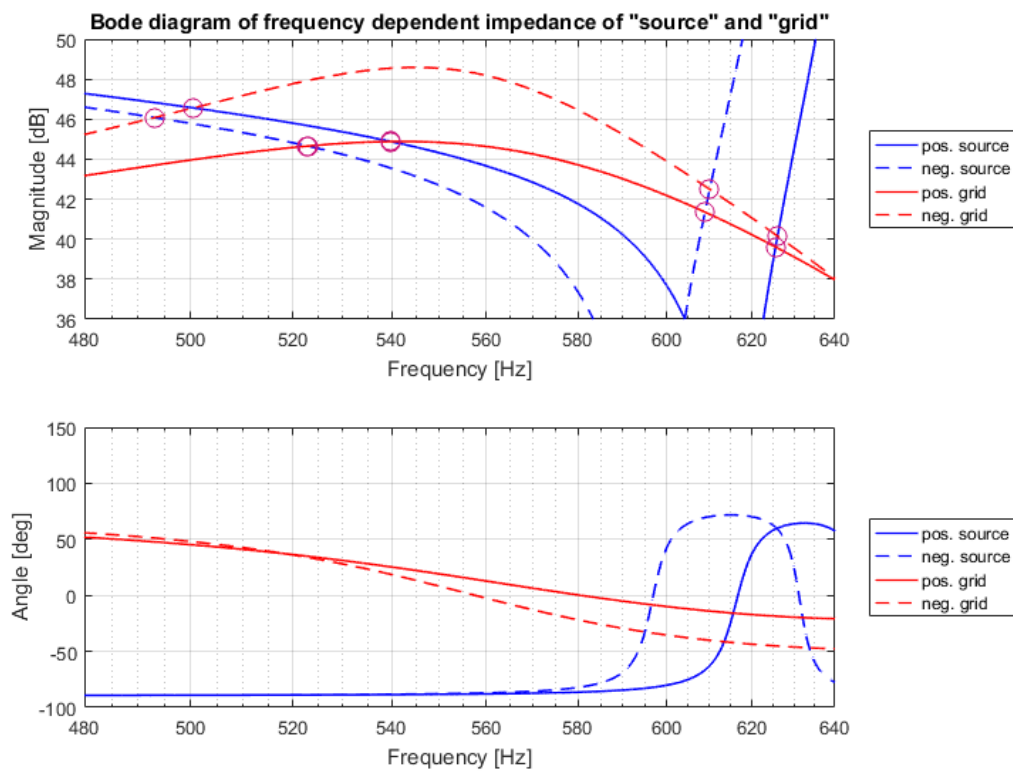 Bode diagram of frequency dependent impedance of "source" and "grid"
Magnitude [dB]
50
48
46
44
42
40
38
36
480
500
520
540
560
580
600
620
640
Frequency [Hz]
pos. source
neg. source
pos. grid
neg. grid
Angle [deg]
150
100
50
0
-50
-100
480
500
520
540
560
580
600
620
640
Frequency [Hz]
pos. source
neg. source
pos. grid
neg. grid